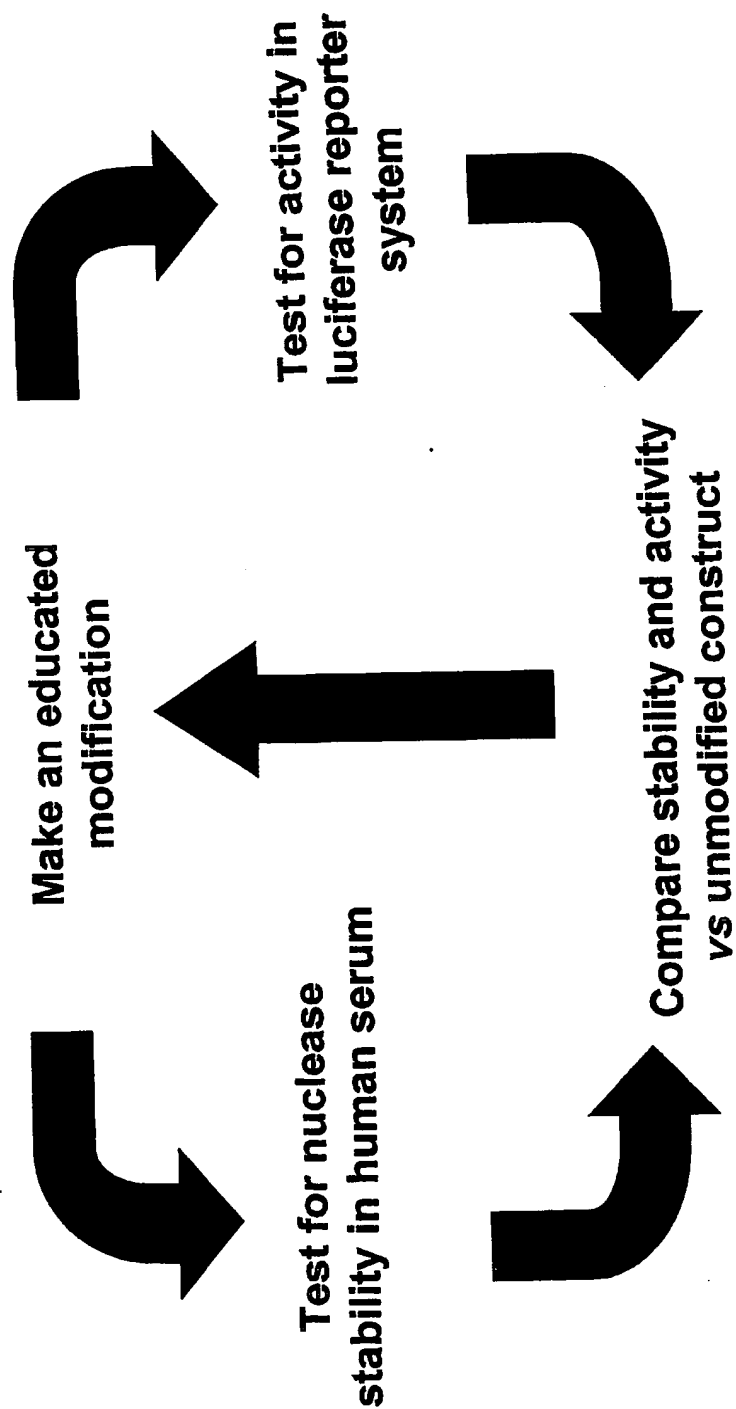 Make an educated
modification
Test for nuclease
stability in human serum
Test for activity in
luciferase reporter
system
Compare stability and activity
vs unmodified construct